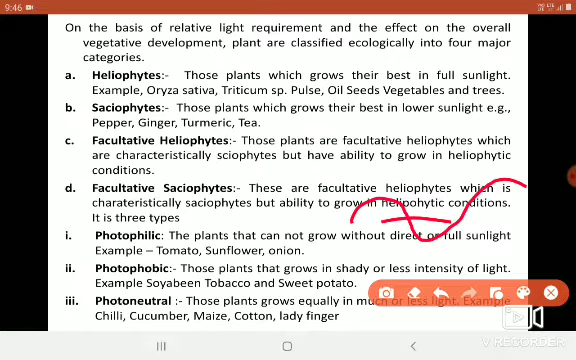 9:46
On the basis of relative light requirement and the effect on the overall
vegetative development, plant are classified ecologically into four major
categories.
a. Heliophytes:- Those plants which grows their best in full sunlight.
Example, Oryza sativa, Triticum sp. Pulse, Oil Seeds Vegetables and trees.
b. Saciophytes:- Those plants which grows their best in lower sunlight e.g.,
Pepper, Ginger, Turmeric, Tea.
c. Facultative Heliophytes:- Those plants are facultative heliophytes which
are characteristically sciophytes but have ability to grow in heliophytic
conditions.
d. Facultative Saciophytes:- These are facultative heliophytes which is
charateristically saciophytes but ability to grow in helipohytic conditions.
It is three types
i. Photophilic: The plants that can not grow without direct or full sunlight
Example – Tomato, Sunflower, onion.
ii. Photophobic:- Those plants that grows in shady or less intensity of light.
Example Soyabeen Tobacco and Sweet potato.
iii. Photoneutral :- Those plants grows equally in much or less light. Example
Chilli, Cucumber, Maize, Cotton, lady finger
VIVAVIDEO